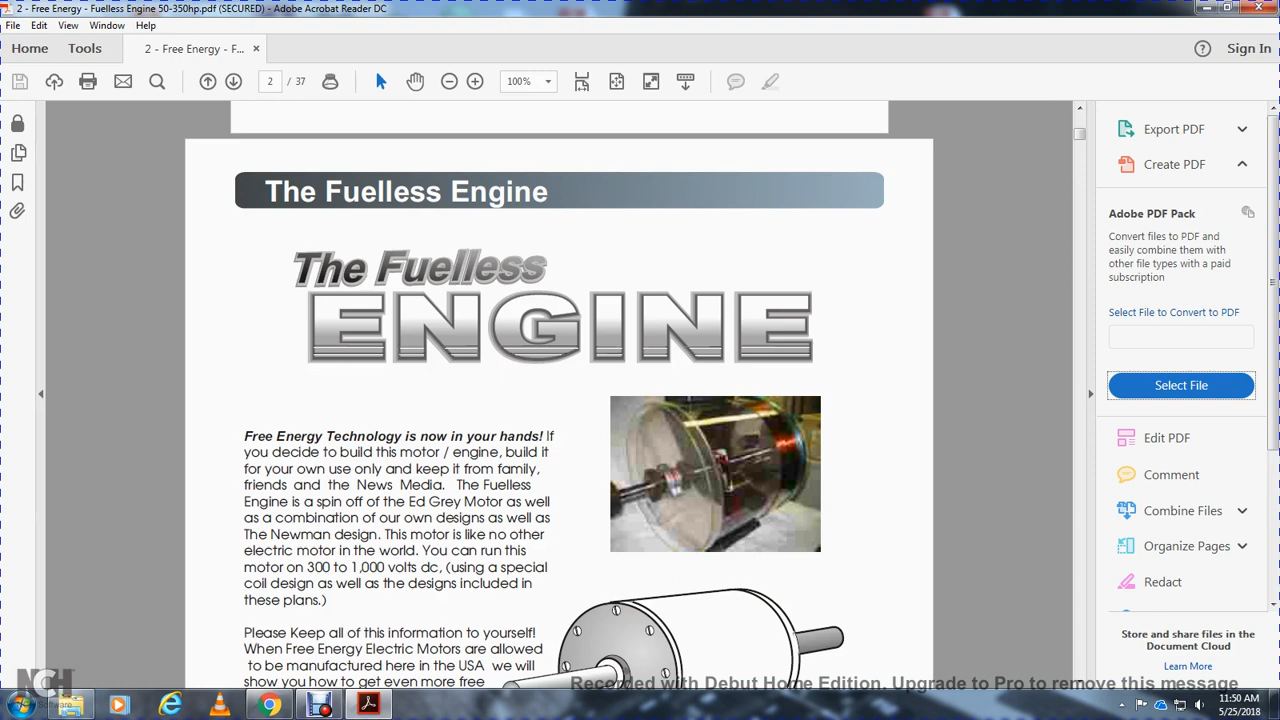 2 - Free Energy - Fuelless Engine 50-350hp.pdf (SECURED) - Adobe Acrobat Reader DC
File Edit View Window Help
Home Tools 2 - Free Energy - F... × ? Sign In
2 / 37 100%
Export PDF
Create PDF
Adobe PDF Pack
Convert files to PDF and
easily combine them with
other file types with a paid
subscription
Select File to Convert to PDF
Select File
Edit PDF
Comment
Combine Files
Organize Pages
Redact
Store and share files in the
Document Cloud
Learn More
The Fuelless Engine
The Fuelless
ENGINE
Free Energy Technology is now in your hands! If
you decide to build this motor / engine, build it
for your own use only and keep it from family,
friends and the News Media. The Fuelless
Engine is a spin off of the Ed Grey Motor as well
as a combination of our own designs as well as
The Newman design. This motor is like no other
electric motor in the world. You can run this
motor on 300 to 1,000 volts dc, (using a special
coil design as well as the designs included in
these plans.)
Please Keep all of this information to yourself!
When Free Energy Electric Motors are allowed
to be manufactured here in the USA we will
show you how to get even more free
Recorded with Debut Home Edition. Upgrade to Pro to remove this message
NCH
Software
11:50 AM
5/25/2018